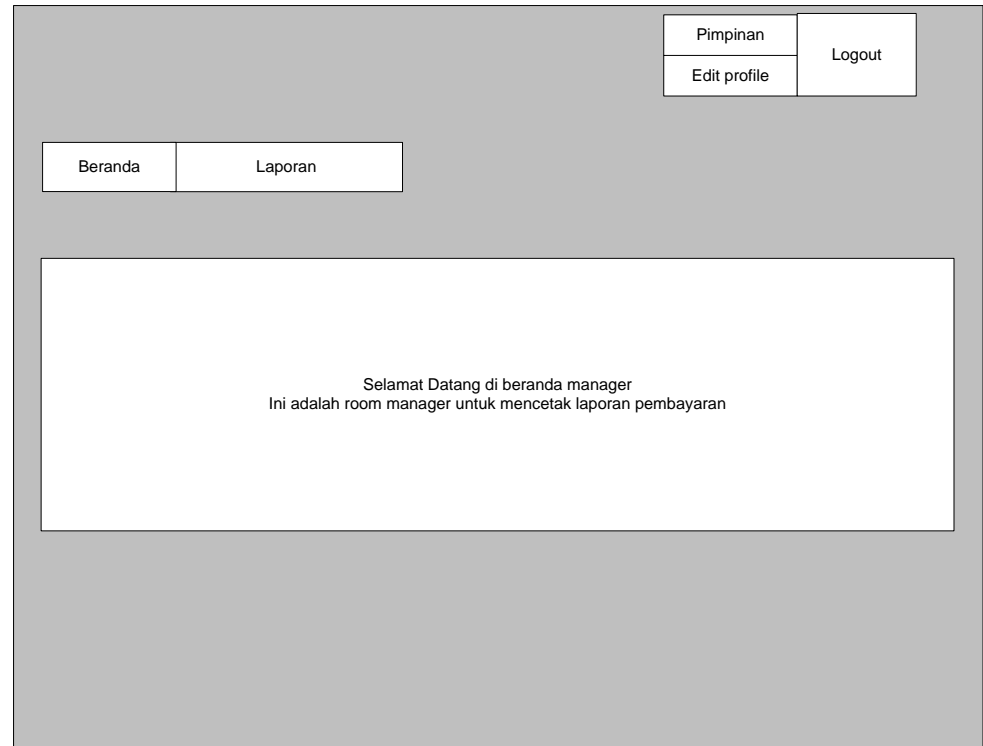 Pimpinan
Logout
Edit profile
Beranda
Laporan
Selamat Datang di beranda manager
Ini adalah room manager untuk mencetak laporan pembayaran